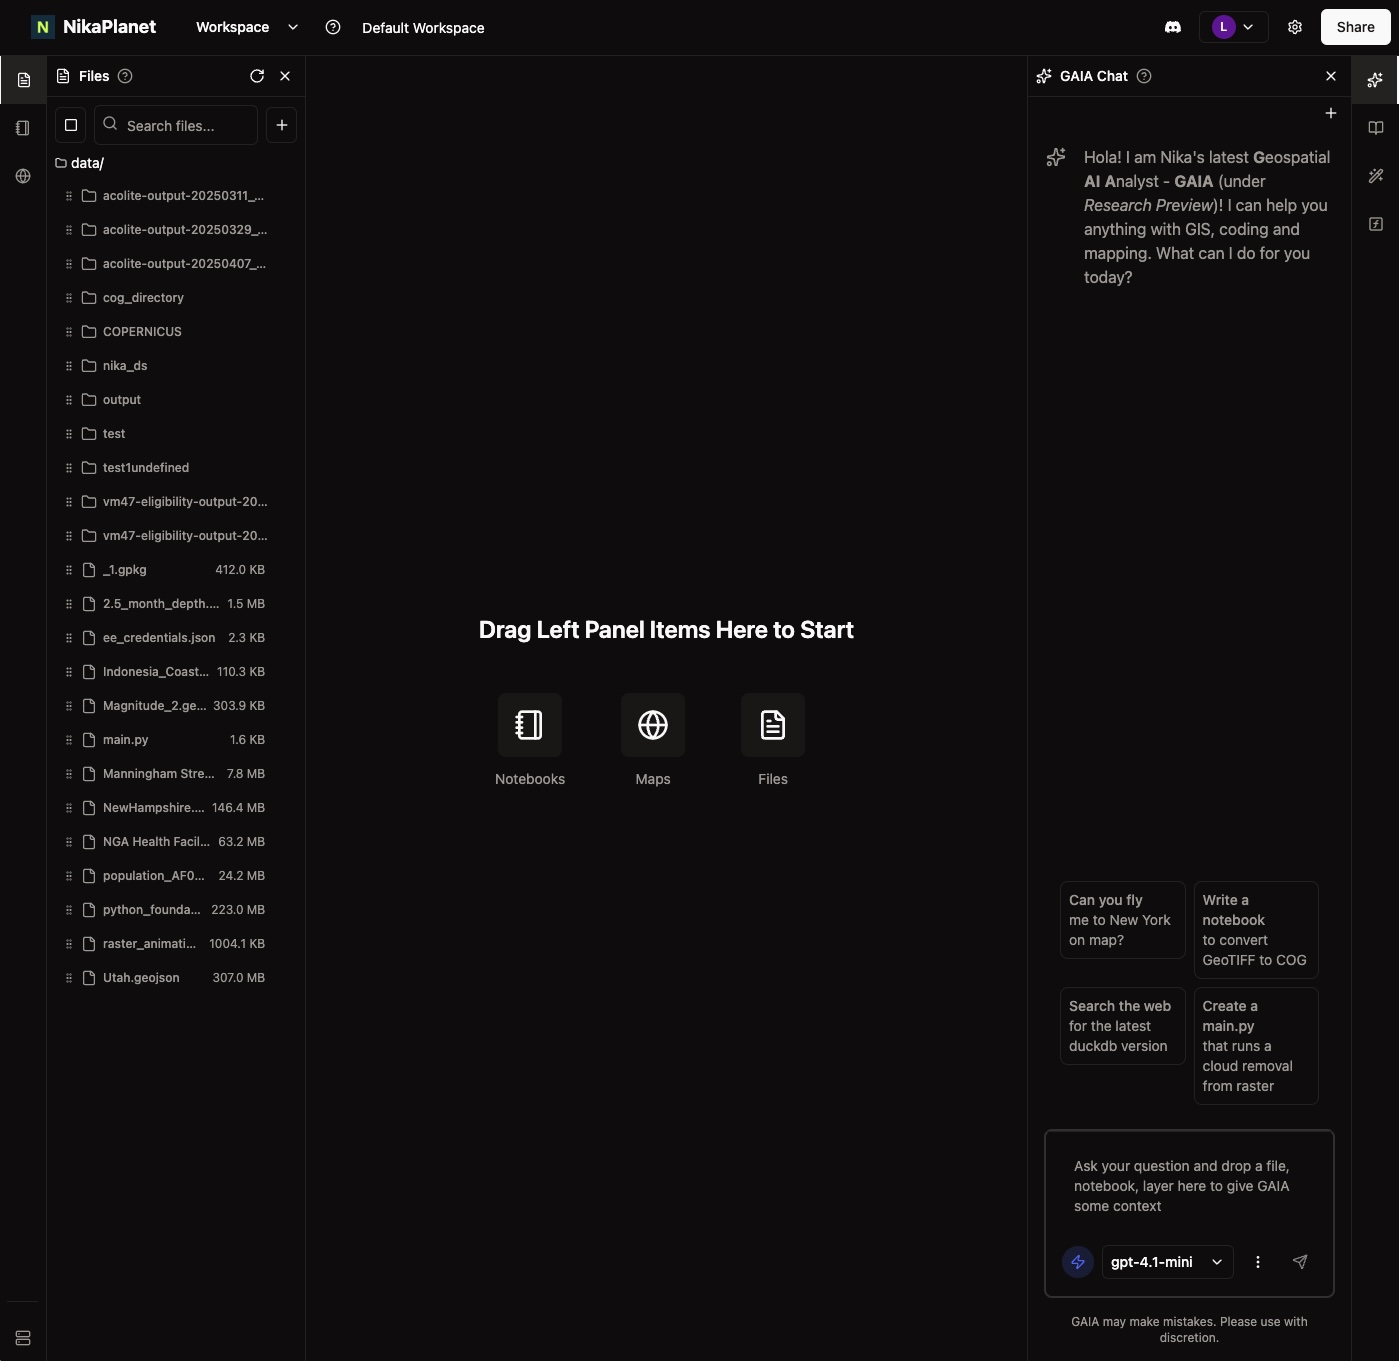 N NikaPlanet
Workspace
Default Workspace
L
Share
Files
Search files...
data/
acolite-output-20250311_...
acolite-output-20250329_...
acolite-output-20250407_...
cog_directory
COPERNICUS
nika_ds
output
test
test1undefined
vm47-eligibility-output-20...
vm47-eligibility-output-20...
_1.gpkg 412.0 KB
2.5_month_depth.... 1.5 MB
ee_credentials.json 2.3 KB
Indonesia_Coast... 110.3 KB
Magnitude_2.ge... 303.9 KB
main.py 1.6 KB
Manningham Stre... 7.8 MB
NewHampshire.... 146.4 MB
NGA Health Facil... 63.2 MB
population_AF0... 24.2 MB
python_founda... 223.0 MB
raster_animati... 1004.1 KB
Utah.geojson 307.0 MB
Drag Left Panel Items Here to Start
Notebooks
Maps
Files
GAIA Chat
Hola! I am Nika's latest Geospatial
AI Analyst - GAIA (under
Research Preview)! I can help you
anything with GIS, coding and
mapping. What can I do for you
today?
Can you fly
me to New York
on map?
Write a
notebook
to convert
GeoTIFF to COG
Search the web
for the latest
duckdb version
Create a
main.py
that runs a
cloud removal
from raster
Ask your question and drop a file,
notebook, layer here to give GAIA
some context
gpt-4.1-mini
GAIA may make mistakes. Please use with
discretion.